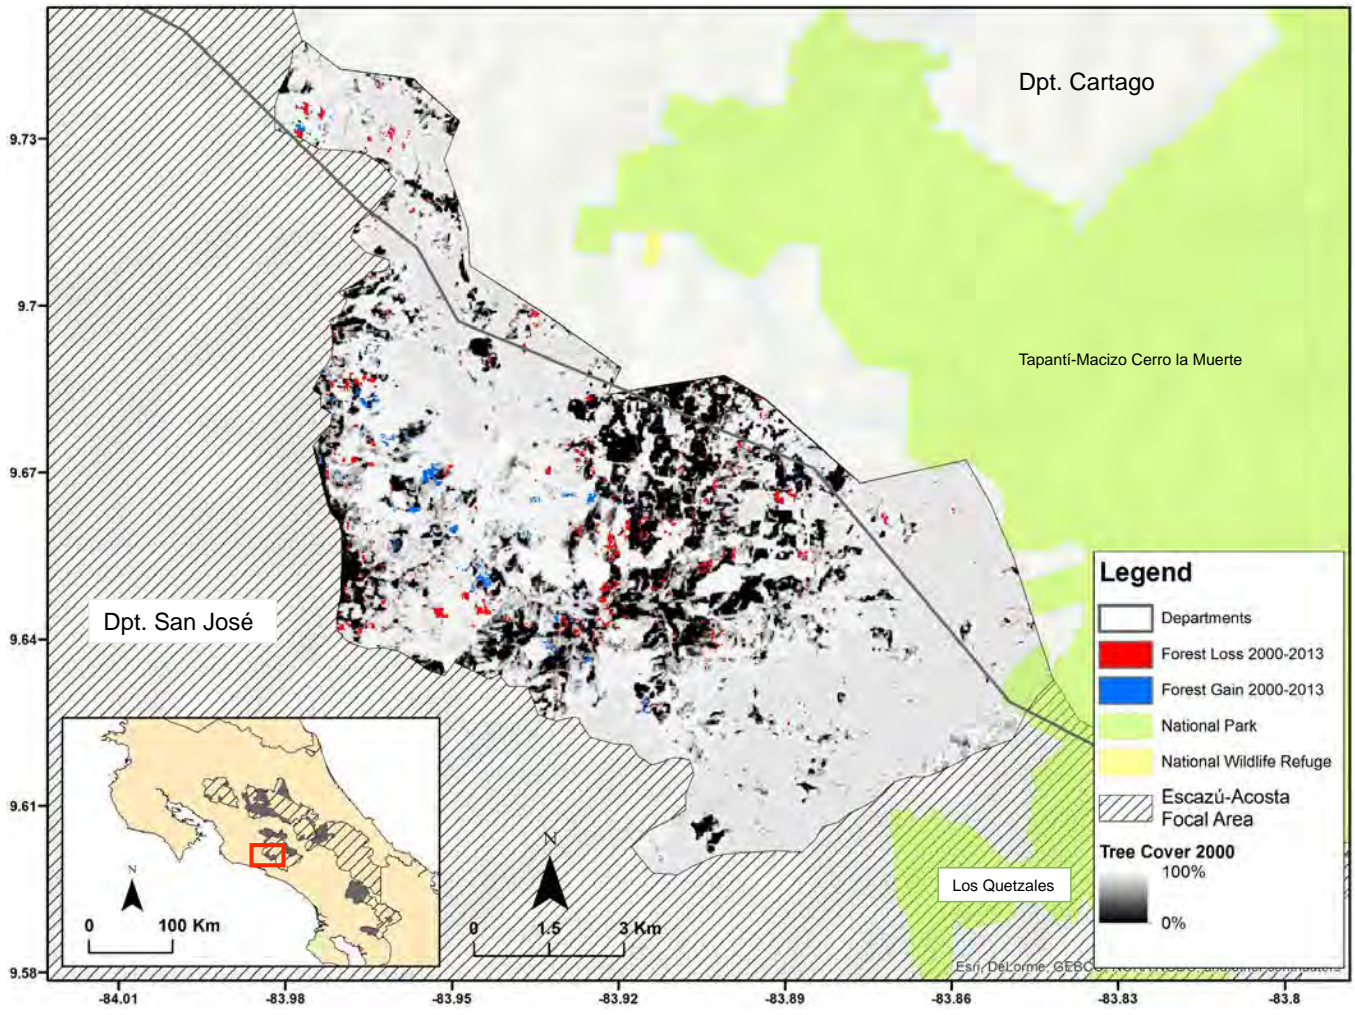 Dpt. Cartago
9.73
9.7
Tapantí-Macizo Cerro la Muerte
9.67
Legend
Departments
Dpt. San José
9.64
Forest Loss 2000-2013
Forest Gain 2000-2013
National Park
National Wildlife Refuge
Escazú-Acosta
Focal Area
9.61
Tree Cover 2000
100%
0%
N
N
Los Quetzales
0 100 Km
0 1.5 3 Km
9.58
Esri, DeLorme, GEBCO,
-84.01 -83.98 -83.95 -83.92 -83.89 -83.86 -83.83 -83.8